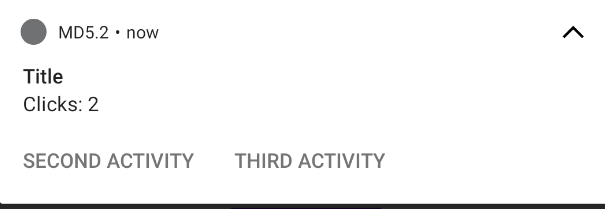 MD5.2 • now
Title
Clicks: 2
SECOND ACTIVITY THIRD ACTIVITY